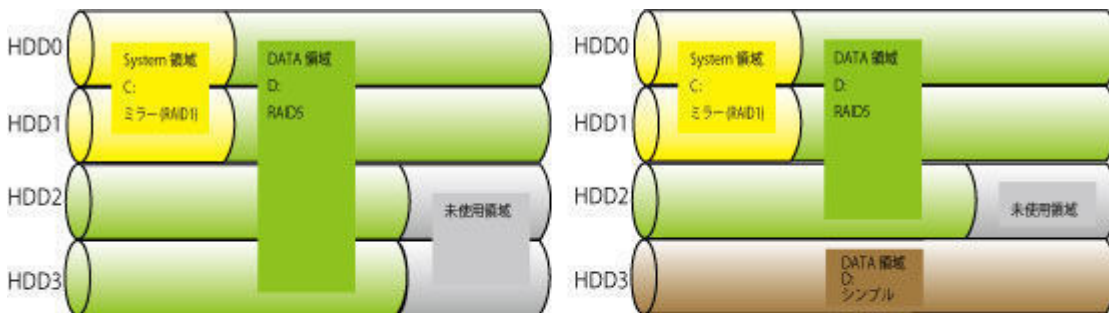 HDD0
HDD1
HDD2
HDD3
System 領域
C:
ミラー(RAID1)
DATA 領域
D:
RAID5
未使用領域
HDD0
HDD1
HDD2
HDD3
System 領域
C:
ミラー(RAID1)
DATA 領域
D:
RAID5
未使用領域
DATA 領域
D:
シンプル